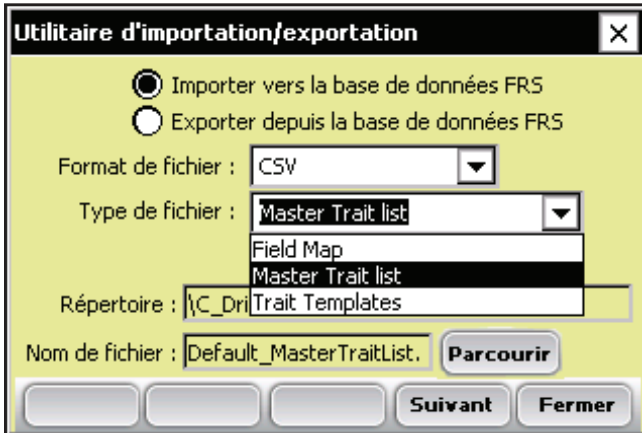 Utilitaire d'importation/exportation
Importer vers la base de données FRS
Exporter depuis la base de données FRS
Format de fichier : CSV
Type de fichier : Master Trait list
Field Map
Master Trait list
Répertoire : \C_Dri Trait Templates
Nom de fichier : Default_MasterTraitList. Parcourir
Suivant Fermer